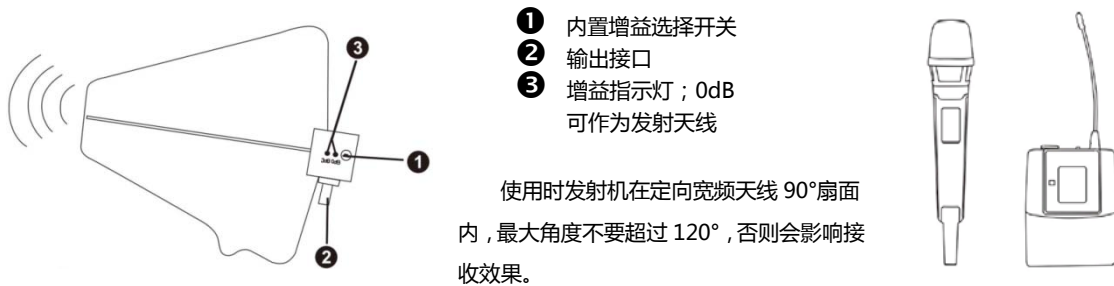 ❶ 内置增益选择开关
❷ 输出接口
❸ 增益指示灯；0dB
可作为发射天线
使用时发射机在定向宽频天线 90°扇面
内，最大角度不要超过 120°，否则会影响接
收效果。
❸
❶
❷